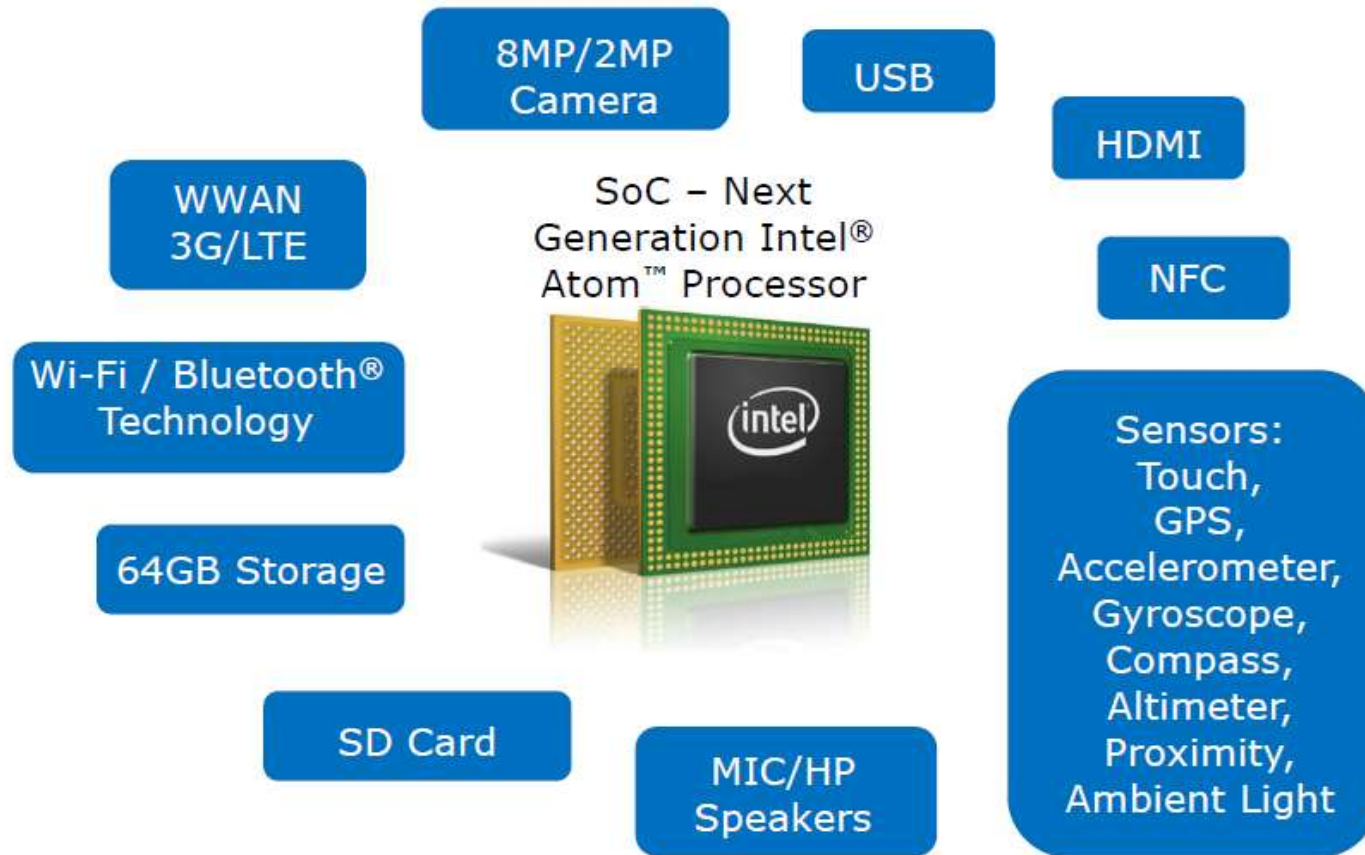 8MP/2MP
Camera
USB
HDMI
WWAN
3G/LTE
SoC – Next
Generation Intel®
Atom™ Processor
NFC
Wi-Fi / Bluetooth®
Technology
intel
Sensors:
Touch,
GPS,
Accelerometer,
Gyroscope,
Compass,
Altimeter,
Proximity,
Ambient Light
64GB Storage
SD Card
MIC/HP
Speakers